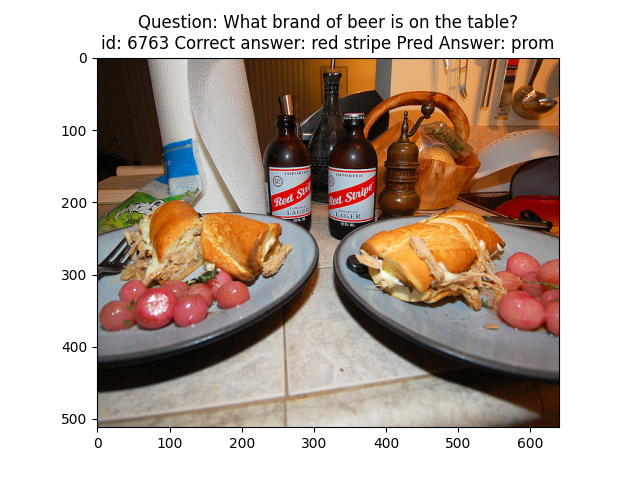 Question: What brand of beer is on the table?
id: 6763 Correct answer: red stripe Pred Answer: prom
0
100
200
300
400
500
0
100
200
300
400
500
600
IMPORTED
Red Stri
LAGER
IMPORTED
Red Stripe
LAGER